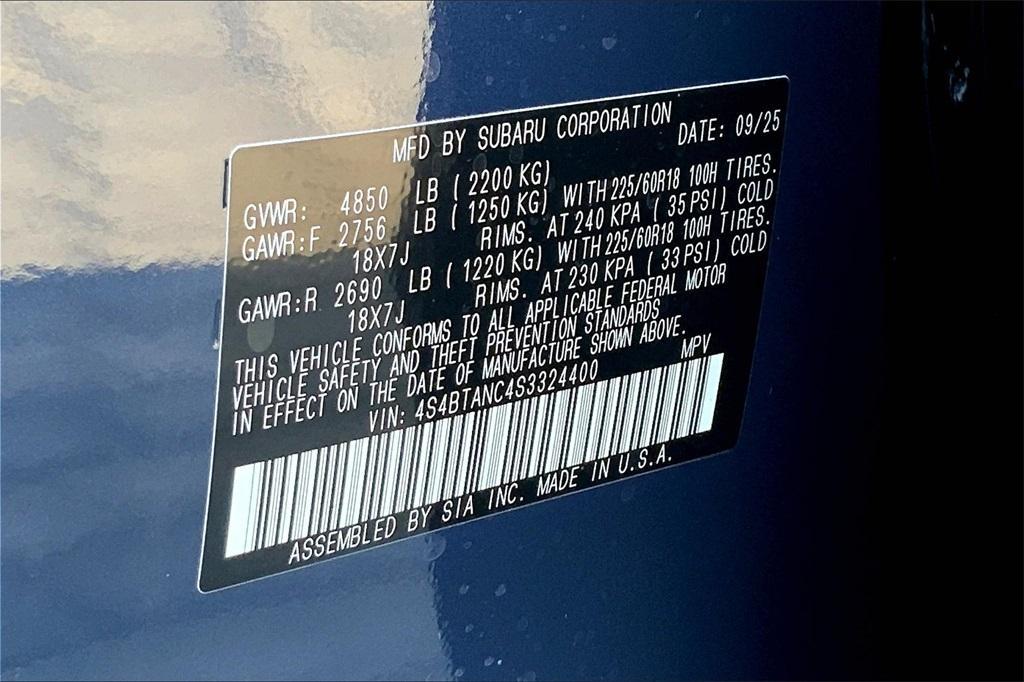 MFD BY SUBARU CORPORATION DATE: 09/25
GVWR: 4850 LB (2200 KG)
GAWR:F 2756 LB (1250 KG) WITH 225/60R18 100H TIRES.
18X7J RIMS. AT 240 KPA (35 PSI) COLD
GAWR:R 2690 LB (1220 KG) WITH 225/60R18 100H TIRES.
18X7J RIMS. AT 230 KPA (33 PSI) COLD
THIS VEHICLE CONFORMS TO ALL APPLICABLE FEDERAL MOTOR
VEHICLE SAFETY AND THEFT PREVENTION STANDARDS
IN EFFECT ON THE DATE OF MANUFACTURE SHOWN ABOVE.
VIN: 4S4BTANC4S3324400 MPV
ASSEMBLED BY SIA INC. MADE IN U.S.A.